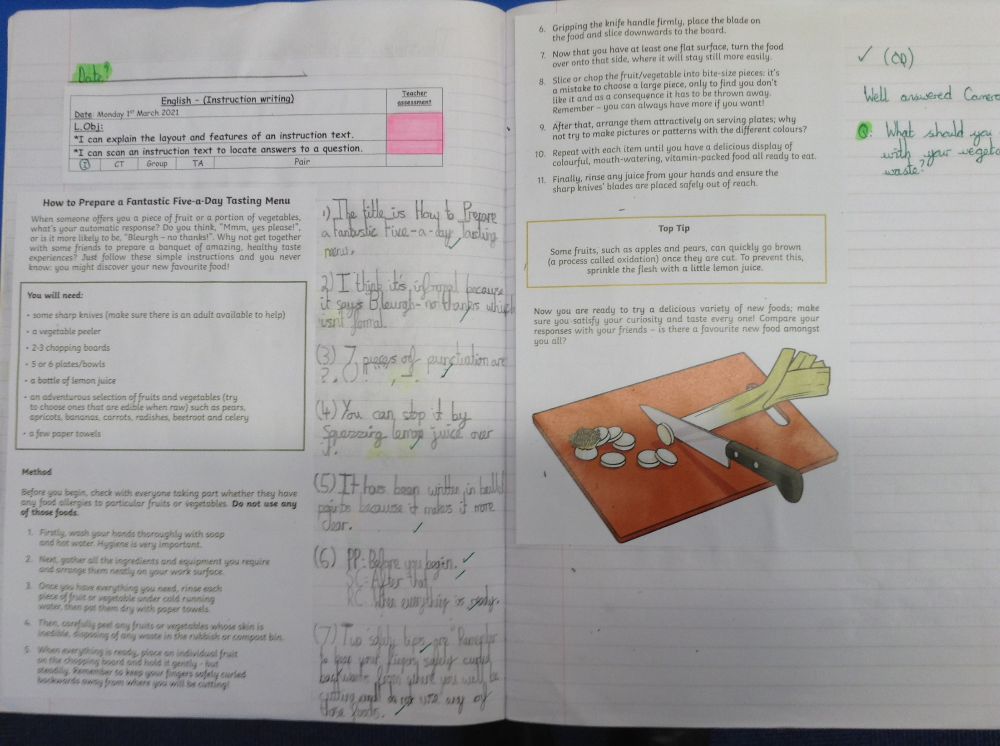 Date?
English - (Instruction writing)
Teacher
assessment
Date: Monday 1st March 2021
L.Obj:
*I can explain the layout and features of an instruction text.
*I can scan an instruction text to locate answers to a question.
I CT Group TA Pair
How to Prepare a Fantastic Five-a-Day Tasting Menu
When someone offers you a piece of fruit or a portion of vegetables,
what's your automatic response? Do you think, "Mmm, yes please!",
or is it more likely to be, "Bleurgh – no thanks!". Why not get together
with some friends to prepare a banquet of amazing, healthy taste
experiences? Just follow these simple instructions and you never
know: you might discover your new favourite food!
You will need:
• some sharp knives (make sure there is an adult available to help)
• a vegetable peeler
• 2-3 chopping boards
• 5 or 6 plates/bowls
• a bottle of lemon juice
• an adventurous selection of fruits and vegetables (try
to choose ones that are edible when raw) such as pears,
apricots, bananas, carrots, radishes, beetroot and celery
• a few paper towels
Method
Before you begin, check with everyone taking part whether they have
any food allergies to particular fruits or vegetables. Do not use any
of those foods.
1. Firstly, wash your hands thoroughly with soap
and hot water. Hygiene is very important.
2. Next, gather all the ingredients and equipment you require
and arrange them neatly on your work surface.
3. Once you have everything you need, rinse each
piece of fruit or vegetable under cold running
water, then pat them dry with paper towels.
4. Then, carefully peel any fruits or vegetables whose skin is
inedible, disposing of any waste in the rubbish or compost bin.
5. When everything is ready, place an individual fruit
on the chopping board and hold it gently - but
steadily. Remember to keep your fingers safely curled
backwards away from where you will be cutting!
1) The title is How to Prepare
a Fantastic Five-a-day Tasting
menu.
2) I think it's informal because
it says Bleurgh- no thanks which
isn't formal.
(3) 7 pieces of punctuation are
? . () ! , – .
(4) You can stop it by
Squezzing lemon juice over
it.
(5) It has been written in bullet
points because it makes it more
clear.
(6) PP= Before you begin.
SC= After that
RC When everything is ready.
(7) Two safety tips are "Remember
to keep your fingers safely curled
backwards from where you will be
cutting and do not use any of
those foods.
6. Gripping the knife handle firmly, place the blade on
the food and slice downwards to the board.
7. Now that you have at least one flat surface, turn the food
over onto that side, where it will stay still more easily.
8. Slice or chop the fruit/vegetable into bite-size pieces: it's
a mistake to choose a large piece, only to find you don't
like it and as a consequence it has to be thrown away.
Remember – you can always have more if you want!
9. After that, arrange them attractively on serving plates; why
not try to make pictures or patterns with the different colours?
10. Repeat with each item until you have a delicious display of
colourful, mouth-watering, vitamin-packed food all ready to eat.
11. Finally, rinse any juice from your hands and ensure the
sharp knives' blades are placed safely out of reach.
Top Tip
Some fruits, such as apples and pears, can quickly go brown
(a process called oxidation) once they are cut. To prevent this,
sprinkle the flesh with a little lemon juice.
Now you are ready to try a delicious variety of new foods; make
sure you satisfy your curiosity and taste every one! Compare your
responses with your friends – is there a favourite new food amongst
you all?
Well answered
Q: What should you
with your
waste?